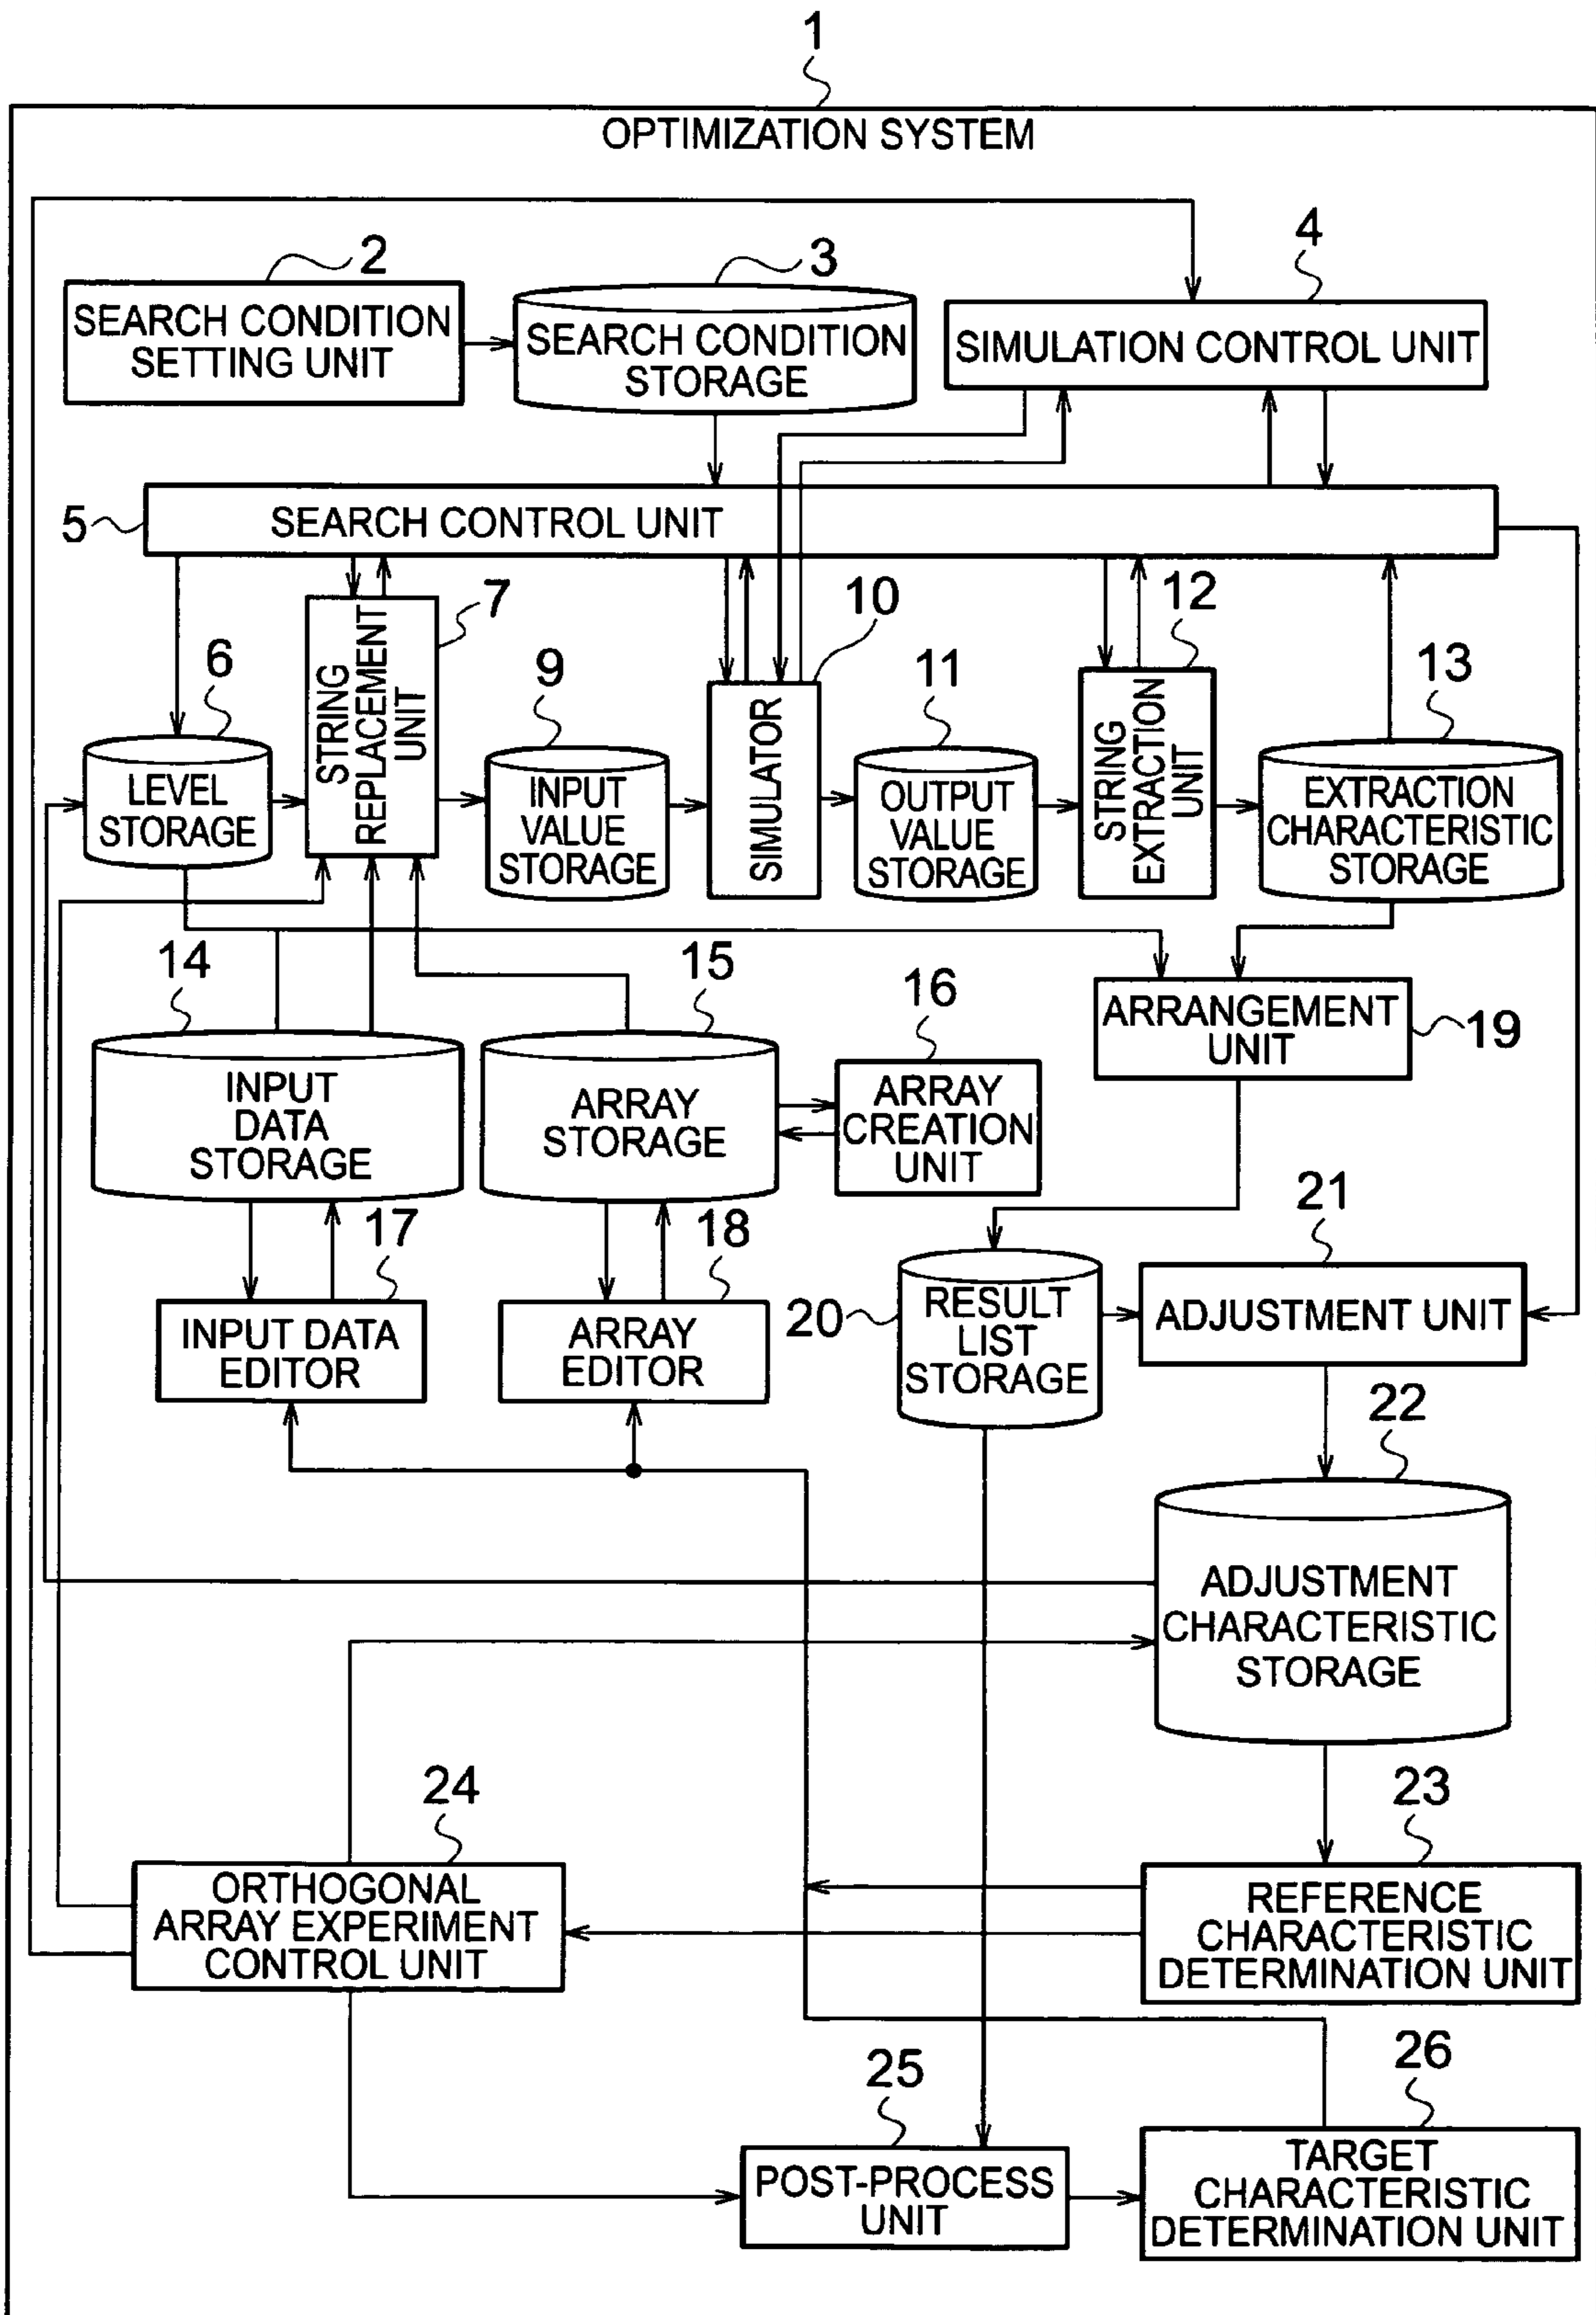 1
OPTIMIZATION SYSTEM
2
SEARCH CONDITION
SETTING UNIT
3
SEARCH CONDITION
STORAGE
4
SIMULATION CONTROL UNIT
5
SEARCH CONTROL UNIT
6
LEVEL
STORAGE
7
STRING
REPLACEMENT
UNIT
9
INPUT
VALUE
STORAGE
10
SIMULATOR
11
OUTPUT
VALUE
STORAGE
12
STRING
EXTRACTION
UNIT
13
EXTRACTION
CHARACTERISTIC
STORAGE
14
INPUT
DATA
STORAGE
15
ARRAY
STORAGE
16
ARRAY
CREATION
UNIT
ARRANGEMENT
UNIT
19
17
INPUT DATA
EDITOR
18
ARRAY
EDITOR
20
RESULT
LIST
STORAGE
21
ADJUSTMENT UNIT
22
ADJUSTMENT
CHARACTERISTIC
STORAGE
24
ORTHOGONAL
ARRAY EXPERIMENT
CONTROL UNIT
23
REFERENCE
CHARACTERISTIC
DETERMINATION UNIT
25
POST-PROCESS
UNIT
26
TARGET
CHARACTERISTIC
DETERMINATION UNIT